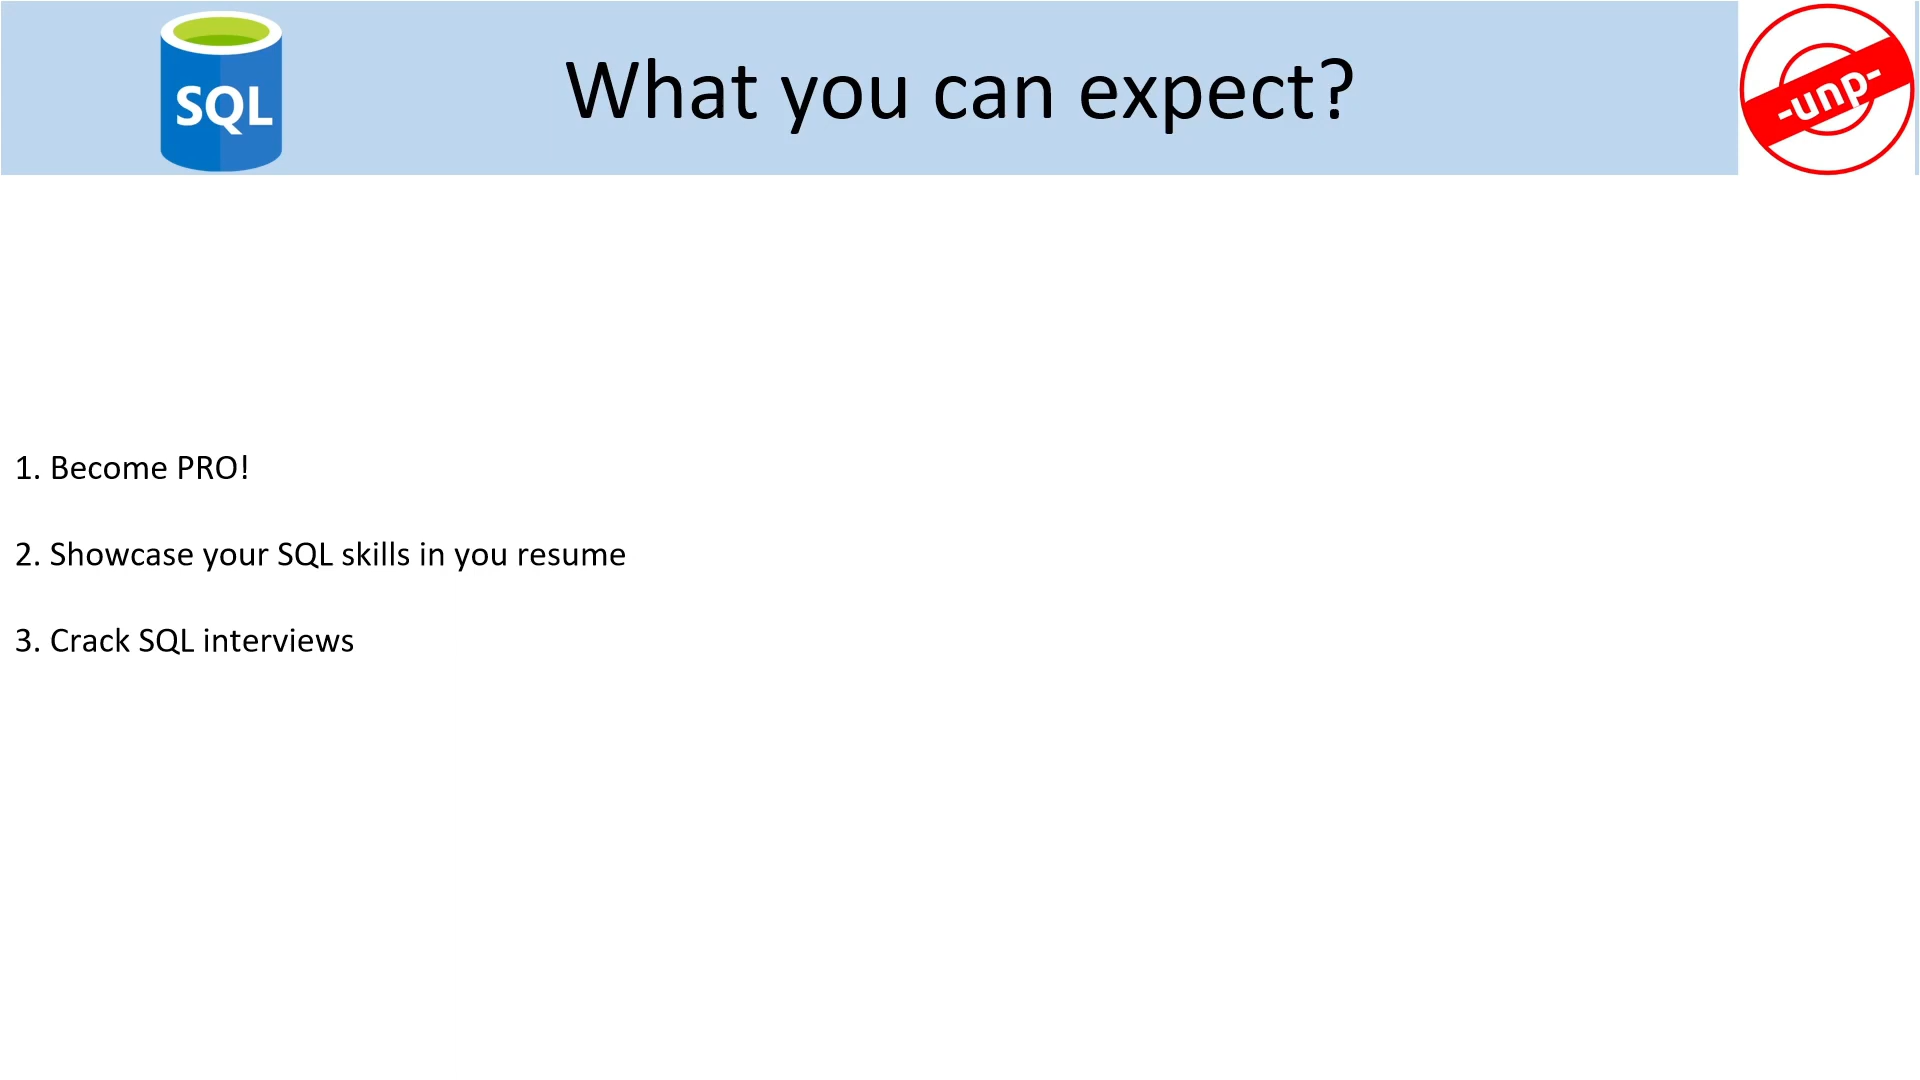 SQL
What you can expect?
-unp-
1. Become PRO!
2. Showcase your SQL skills in you resume
3. Crack SQL interviews